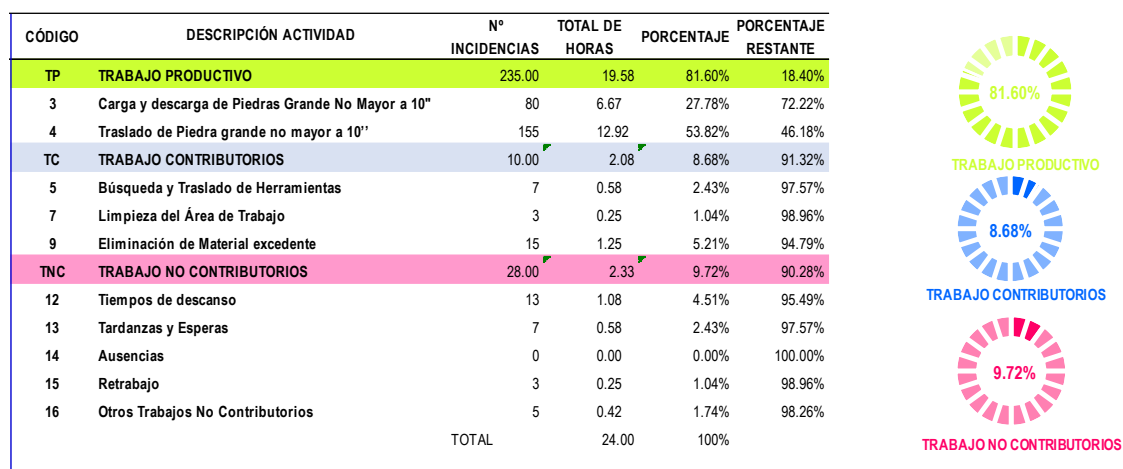 CÓDIGO DESCRIPCIÓN ACTIVIDAD Nº INCIDENCIAS TOTAL DE HORAS PORCENTAJE PORCENTAJE RESTANTE
TP TRABAJO PRODUCTIVO 235.00 19.58 81.60% 18.40%
3 Carga y descarga de Piedras Grande No Mayor a 10" 80 6.67 27.78% 72.22%
4 Traslado de Piedra grande no mayor a 10’’ 155 12.92 53.82% 46.18%
TC TRABAJO CONTRIBUTORIOS 10.00 2.08 8.68% 91.32%
5 Búsqueda y Traslado de Herramientas 7 0.58 2.43% 97.57%
7 Limpieza del Área de Trabajo 3 0.25 1.04% 98.96%
9 Eliminación de Material excedente 15 1.25 5.21% 94.79%
TNC TRABAJO NO CONTRIBUTORIOS 28.00 2.33 9.72% 90.28%
12 Tiempos de descanso 13 1.08 4.51% 95.49%
13 Tardanzas y Esperas 7 0.58 2.43% 97.57%
14 Ausencias 0 0.00 0.00% 100.00%
15 Retrabajo 3 0.25 1.04% 98.96%
16 Otros Trabajos No Contributorios 5 0.42 1.74% 98.26%
TOTAL 24.00 100%
81.60%
TRABAJO PRODUCTIVO
8.68%
TRABAJO CONTRIBUTORIOS
9.72%
TRABAJO NO CONTRIBUTORIOS